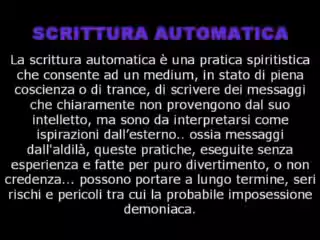 SCRITTURA AUTOMATICA
La scrittura automatica è una pratica spiritistica
che consente ad un medium, in stato di piena
coscienza o di trance, di scrivere dei messaggi
che chiaramente non provengono dal suo
intelletto, ma sono da interpretarsi come
ispirazioni dall'esterno.. ossia messaggi
dall'aldilà, queste pratiche, eseguite senza
esperienza e fatte per puro divertimento, o non
credenza... possono portare a lungo termine, seri
rischi e pericoli tra cui la probabile imposessione
demoniaca.